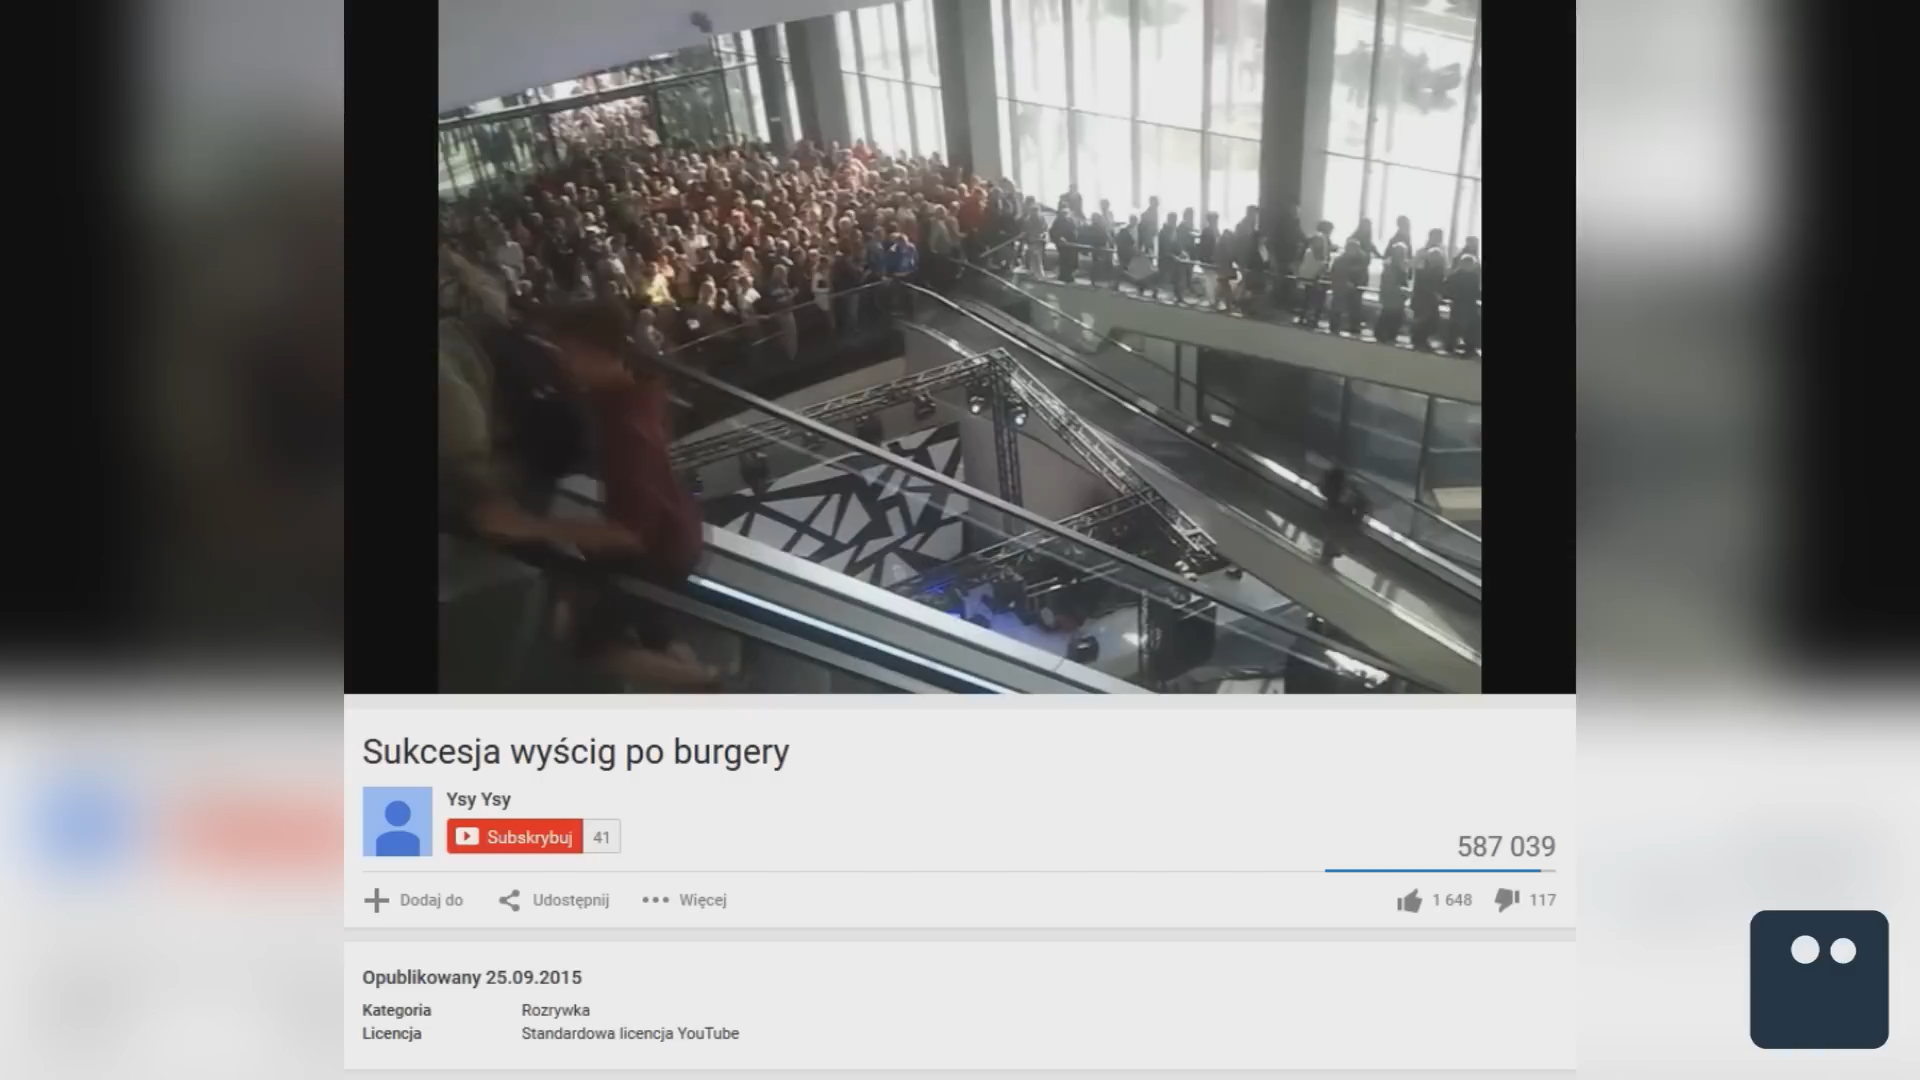 Sukcesja wyścig po burgery
Ysy Ysy
Subskrybuj 41
587 039
Dodaj do Udostępnij Więcej 1 648 117
Opublikowany 25.09.2015
Kategoria Rozrywka
Licencja Standardowa licencja YouTube